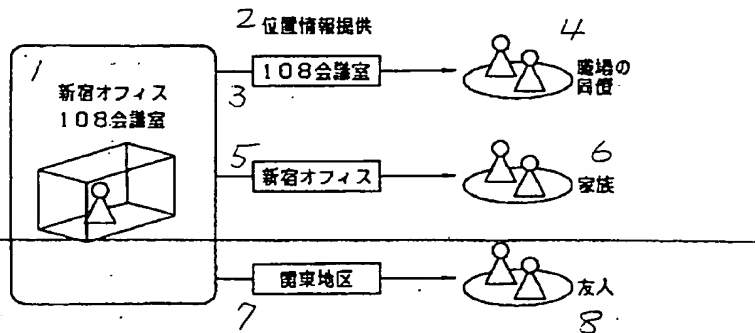 1
新宿オフィス
108会議室
2 位置情報提供
3
108会議室
4
職場の
同僚
5
新宿オフィス
6
家族
7
関東地区
友人
8